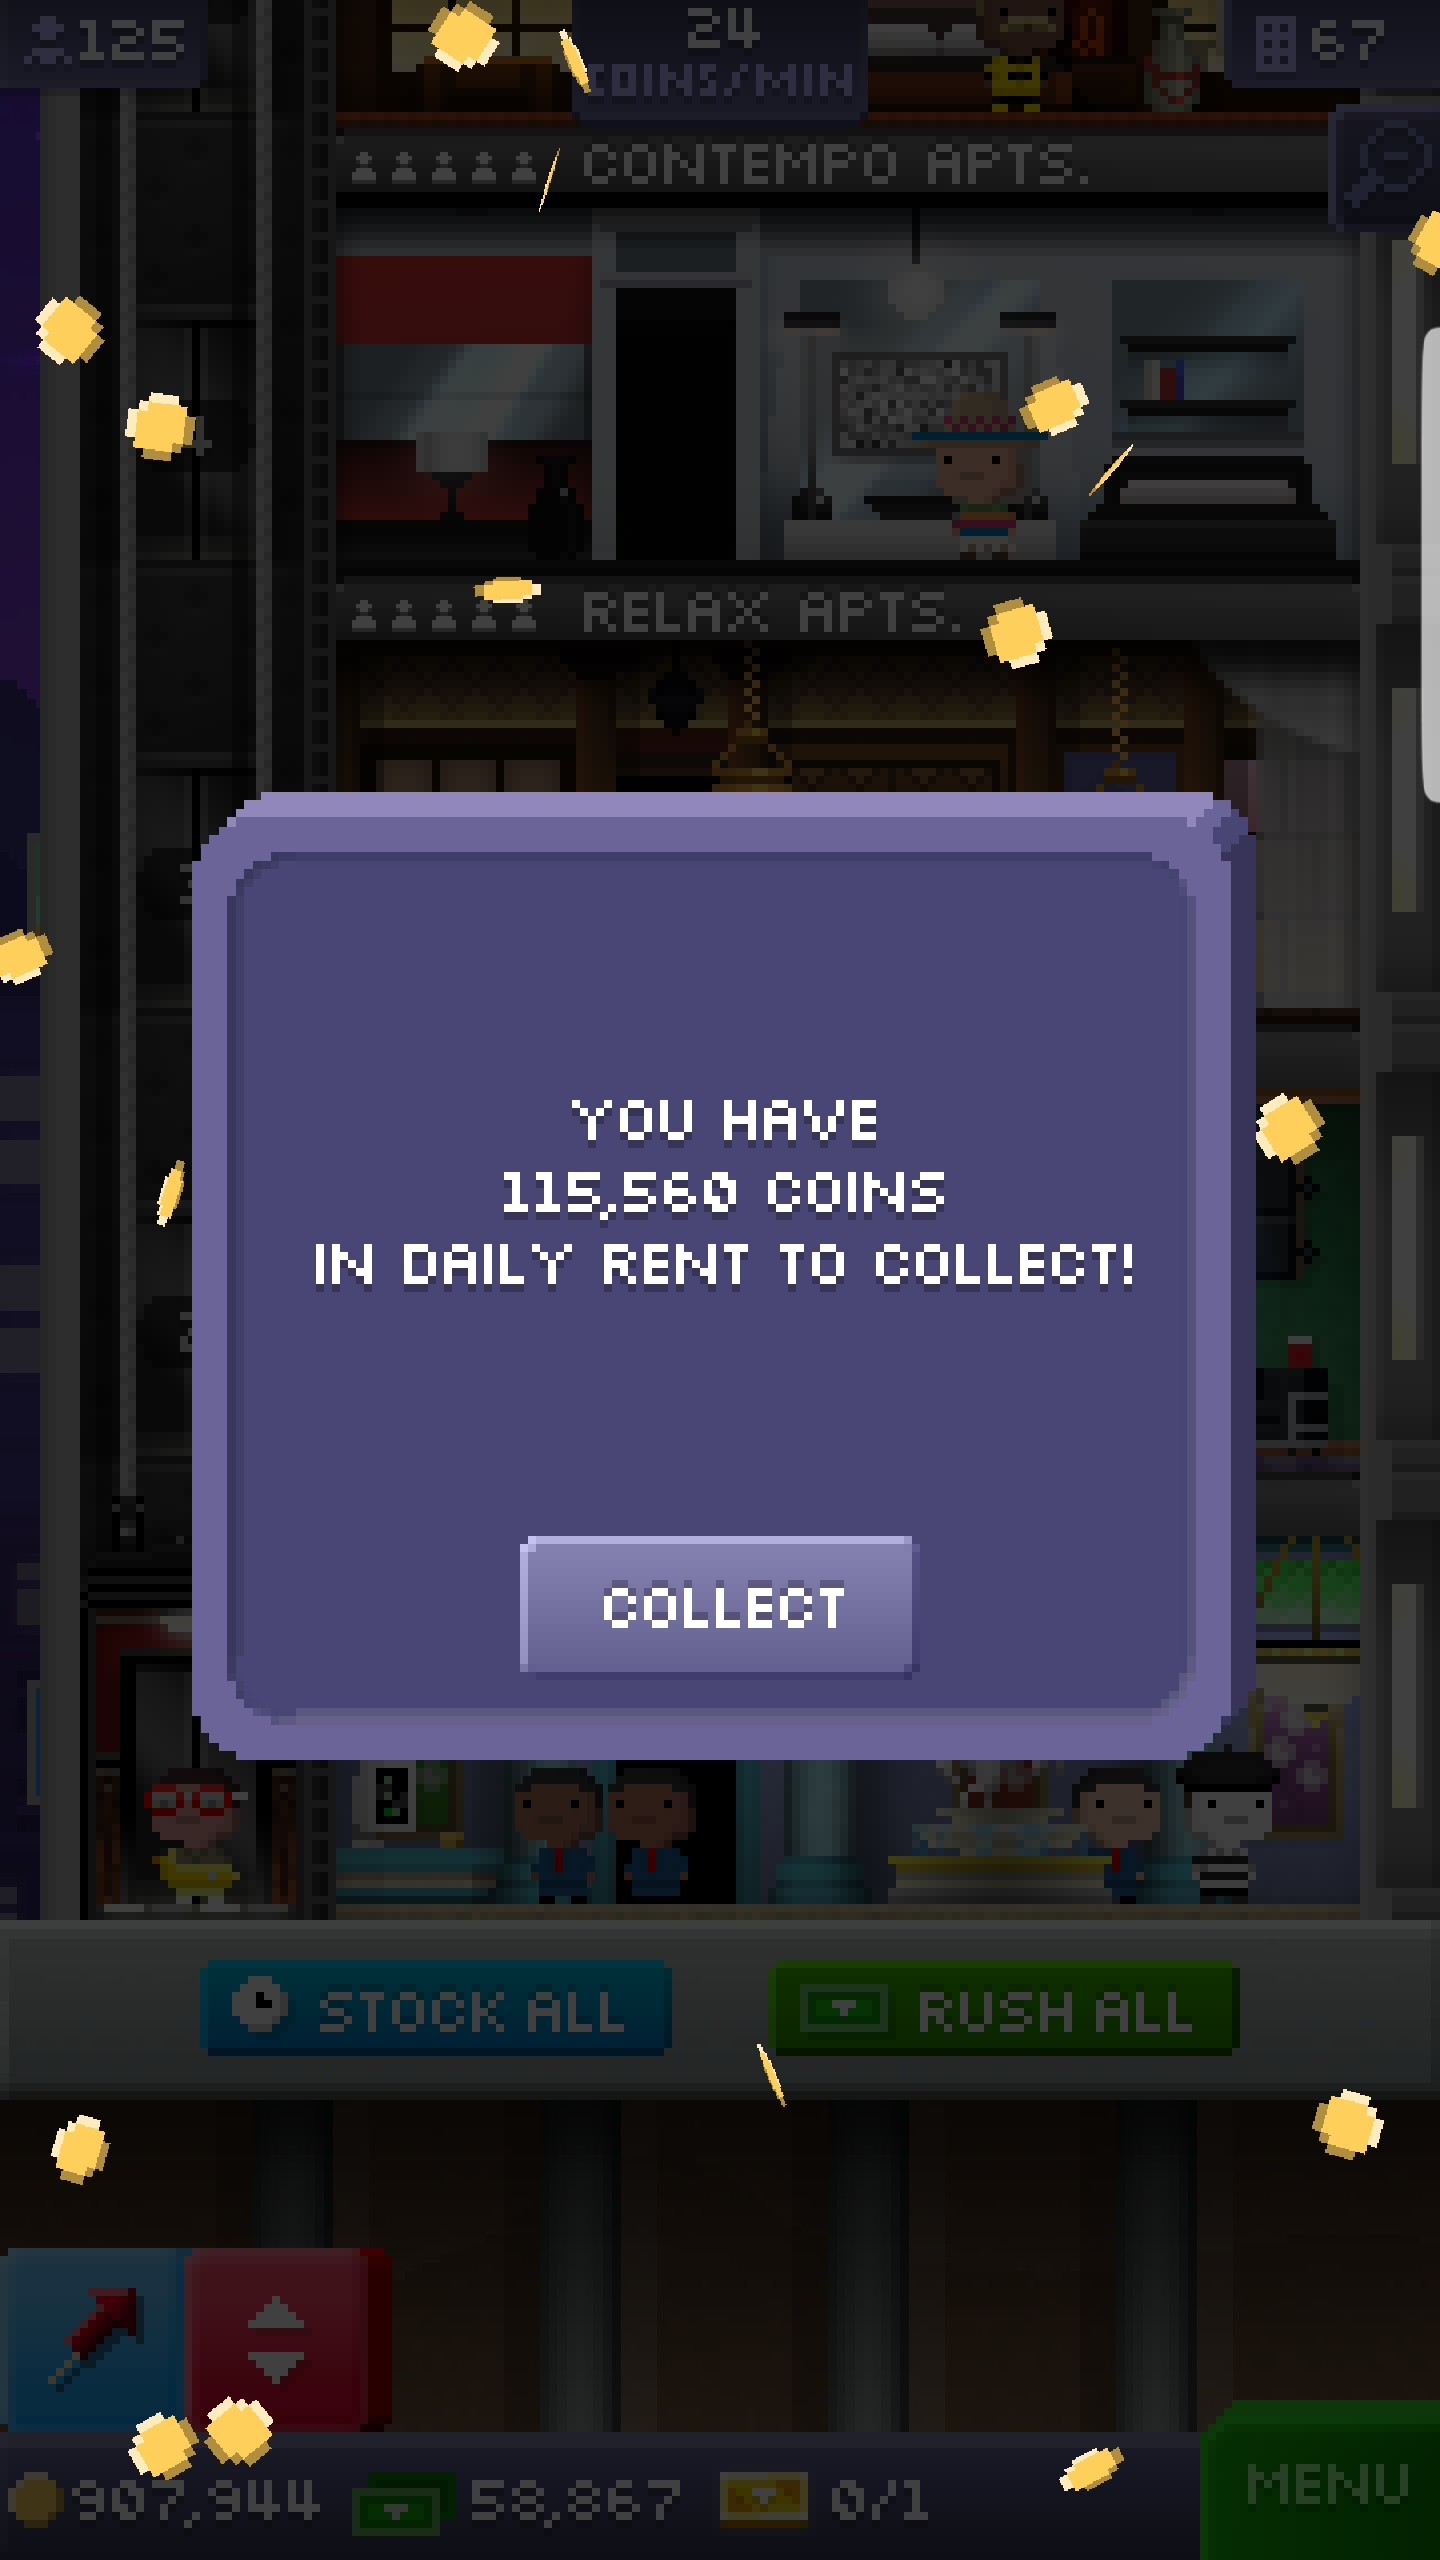 125
24
COINS/MIN
67
CONTEMPO APTS.
RELAX APTS.
YOU HAVE
115,560 COINS
IN DAILY RENT TO COLLECT!
COLLECT
STOCK ALL
RUSH ALL
907,944
58,867
0/1
MENU